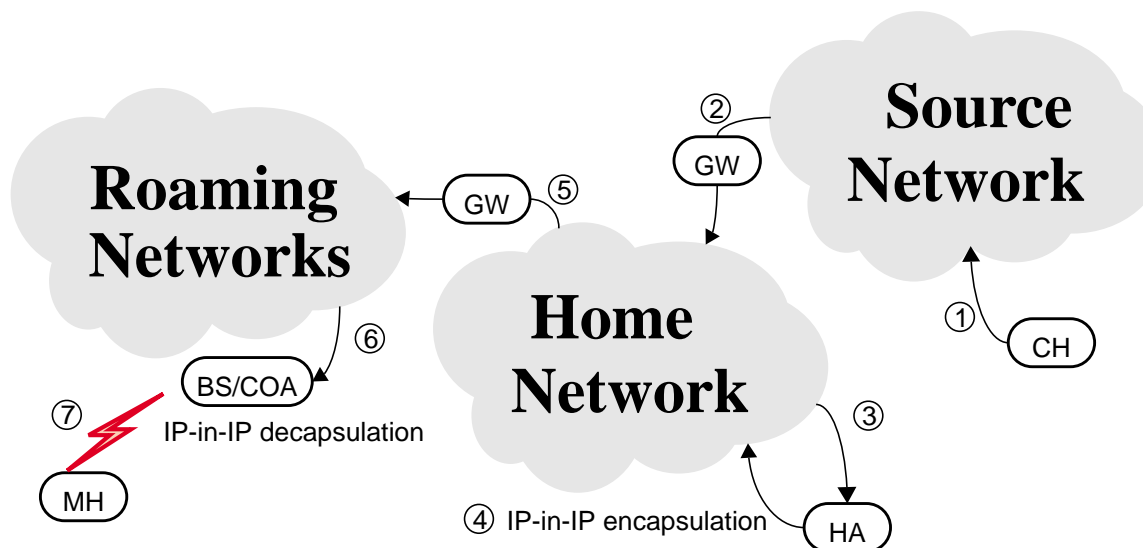 Source
Network
②
GW
Roaming
Networks
GW
⑤
Home
Network
①
CH
⑥
BS/COA
IP-in-IP decapsulation
⑦
MH
③
④ IP-in-IP encapsulation
HA